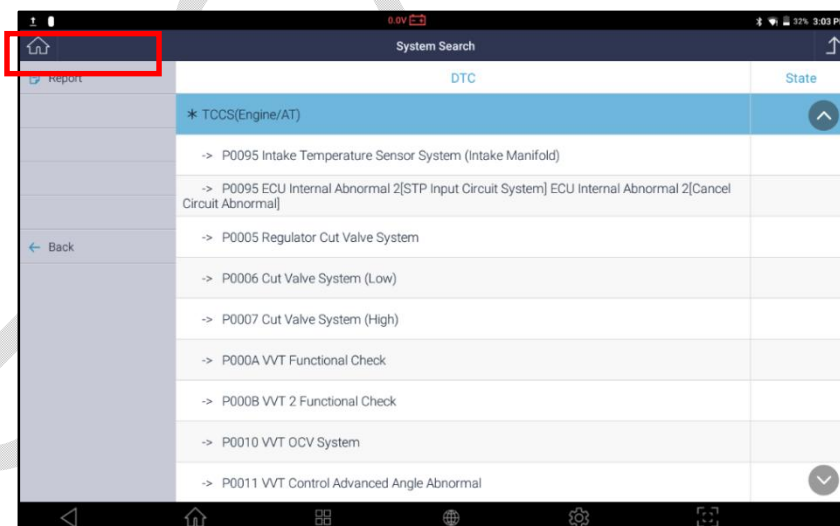 0.0V
32% 3:03 PM
System Search
Report
DTC
State
* TCCS(Engine/AT)
-> P0095 Intake Temperature Sensor System (Intake Manifold)
-> P0095 ECU Internal Abnormal 2[STP Input Circuit System] ECU Internal Abnormal 2[Cancel
Circuit Abnormal]
← Back
-> P0005 Regulator Cut Valve System
-> P0006 Cut Valve System (Low)
-> P0007 Cut Valve System (High)
-> P000A VVT Functional Check
-> P000B VVT 2 Functional Check
-> P0010 VVT OCV System
-> P0011 VVT Control Advanced Angle Abnormal